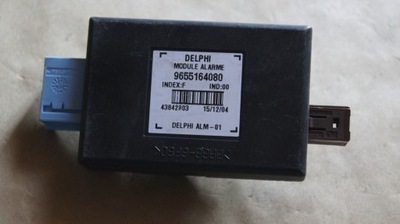 DELPHI
MODULE ALARME
9655164080
INDEX:F IND:00
43842803 15/12/04
DELPHI ALM-01